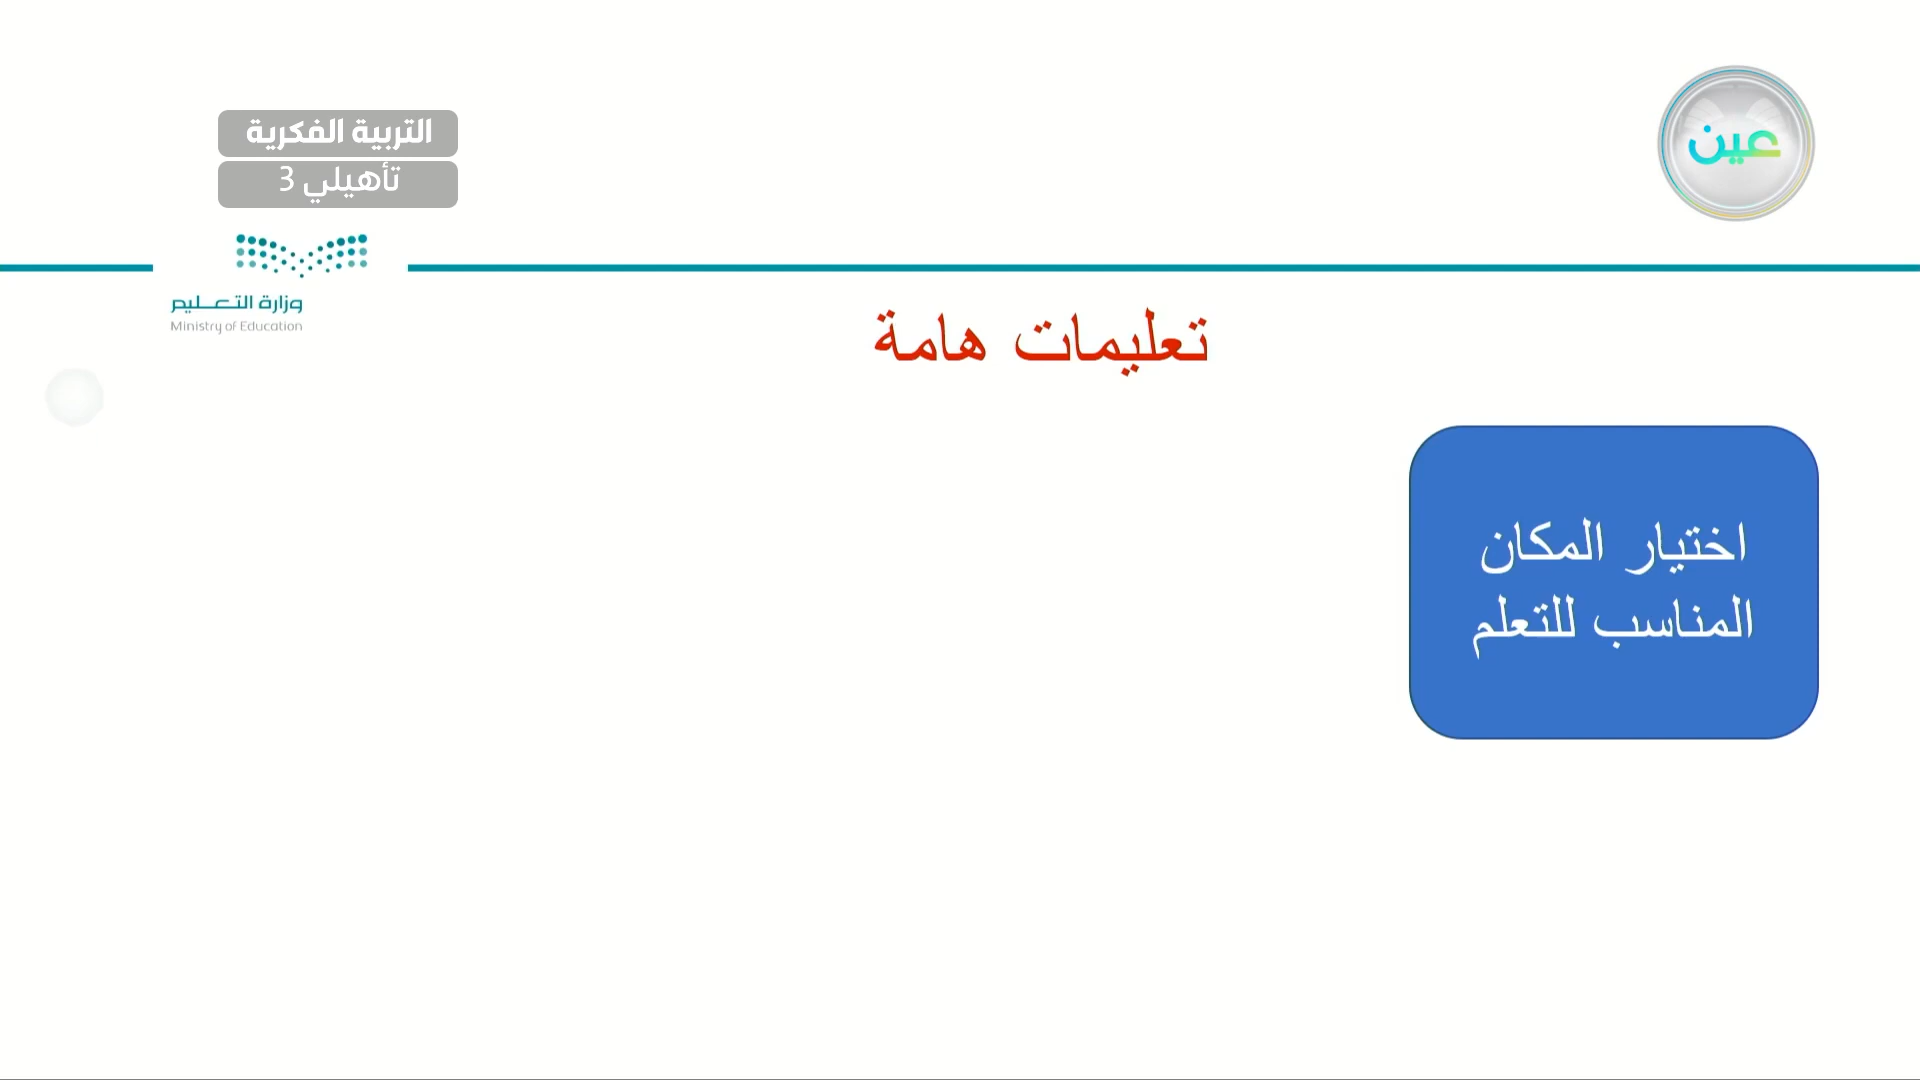 عين
التربية الفكرية
تأهيلي 3
وزارة التعليم
Ministry of Education
تعليمات هامة
اختيار المكان
المناسب للتعلم